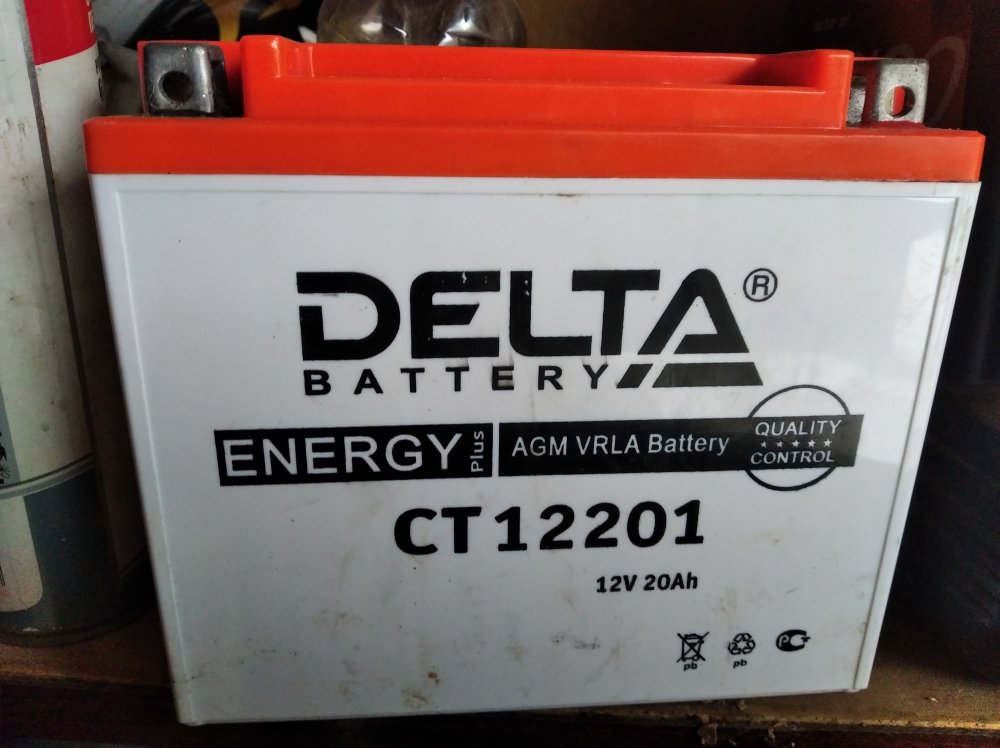 DELTA®
BATTERY
ENERGY Plus AGM VRLA Battery QUALITY CONTROL
CT 12201
12V 20Ah
pb pb